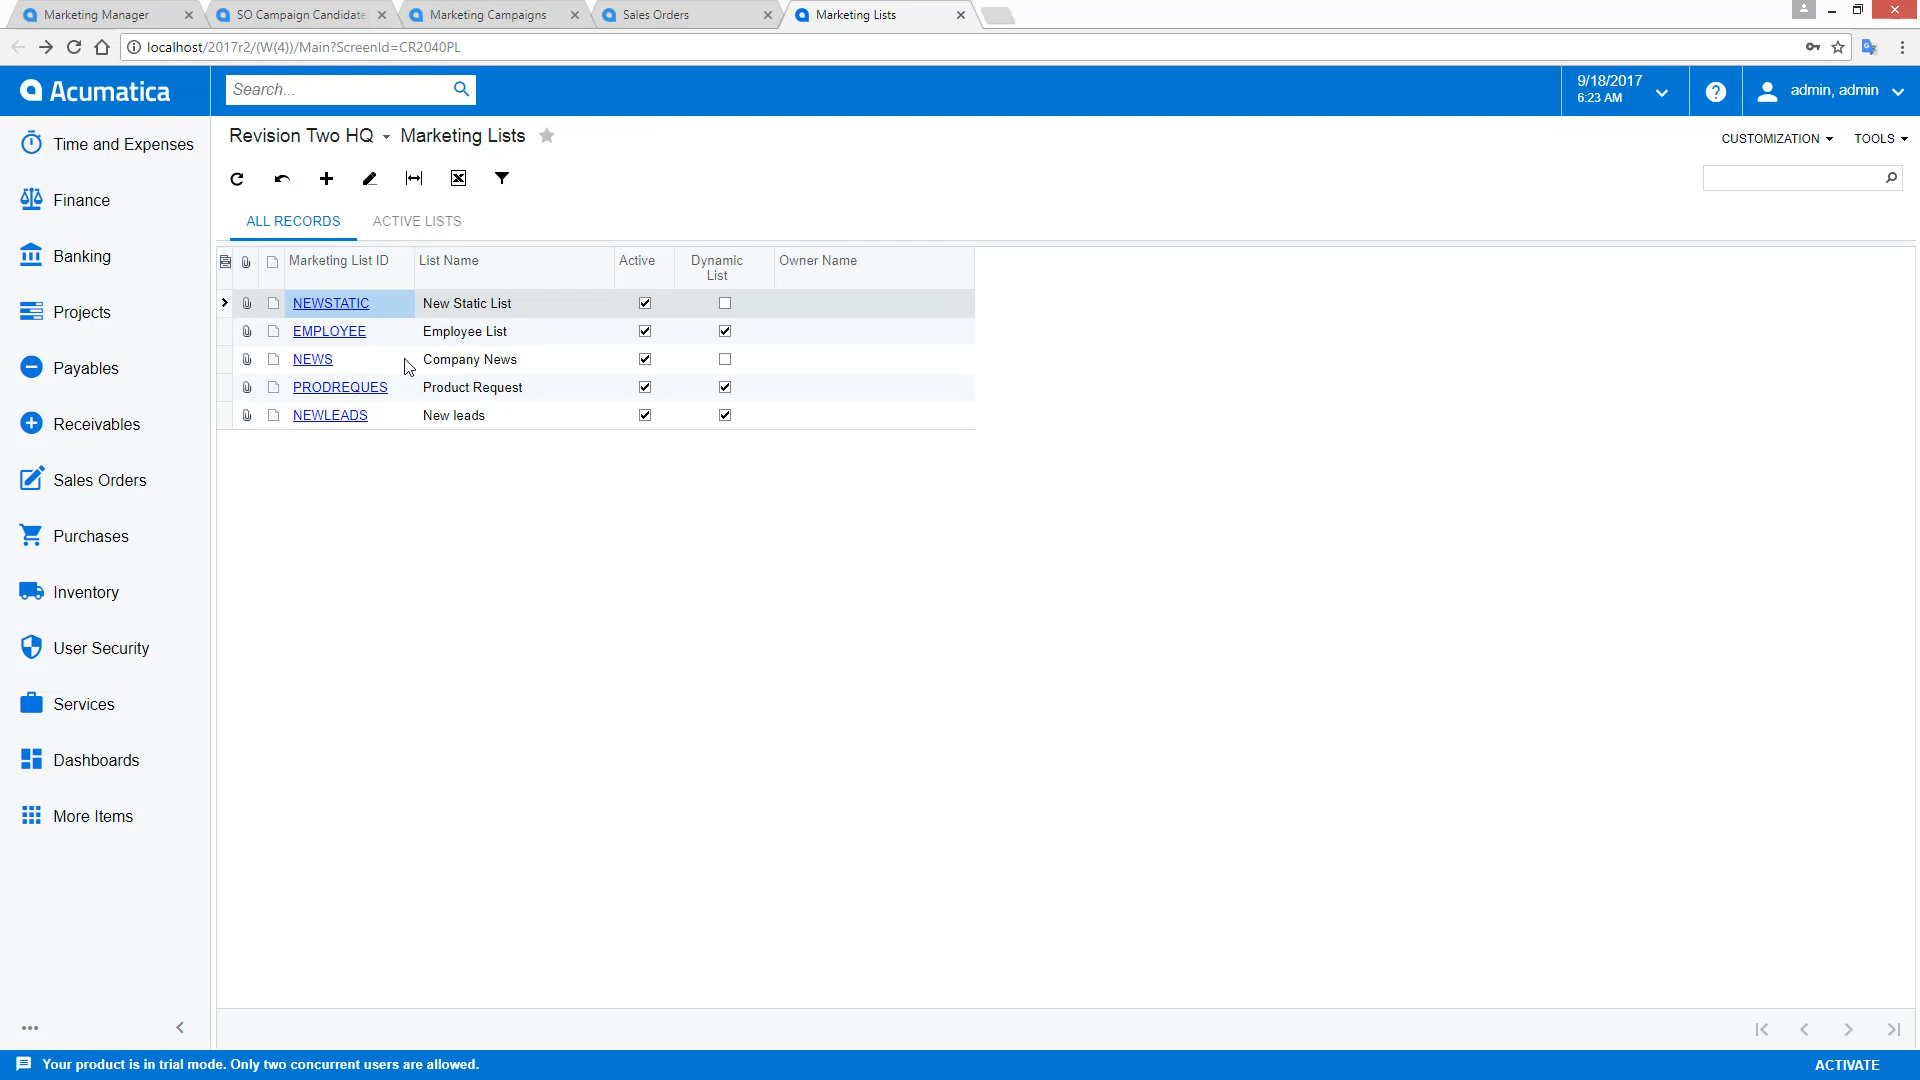 Marketing Manager
SO Campaign Candidate
Marketing Campaigns
Sales Orders
Marketing Lists
localhost/2017r2/(W(4))/Main?ScreenId=CR2040PL
Acumatica
Search...
9/18/2017
6:23 AM
admin, admin
Time and Expenses
Finance
Banking
Projects
Payables
Receivables
Sales Orders
Purchases
Inventory
User Security
Services
Dashboards
More Items
Revision Two HQ Marketing Lists
CUSTOMIZATION TOOLS
ALL RECORDS ACTIVE LISTS
Marketing List ID List Name Active Dynamic List Owner Name
NEWSTATIC New Static List
EMPLOYEE Employee List
NEWS Company News
PRODREQUES Product Request
NEWLEADS New leads
Your product is in trial mode. Only two concurrent users are allowed.
ACTIVATE